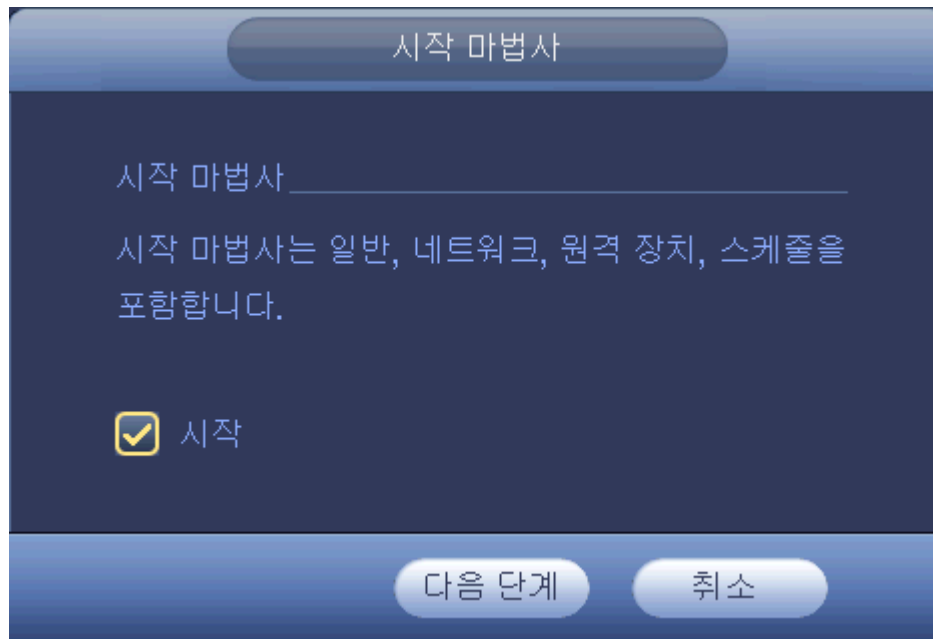 시작 마법사
시작 마법사
시작 마법사는 일반, 네트워크, 원격 장치, 스케줄을
포함합니다.
시작
다음 단계
취소